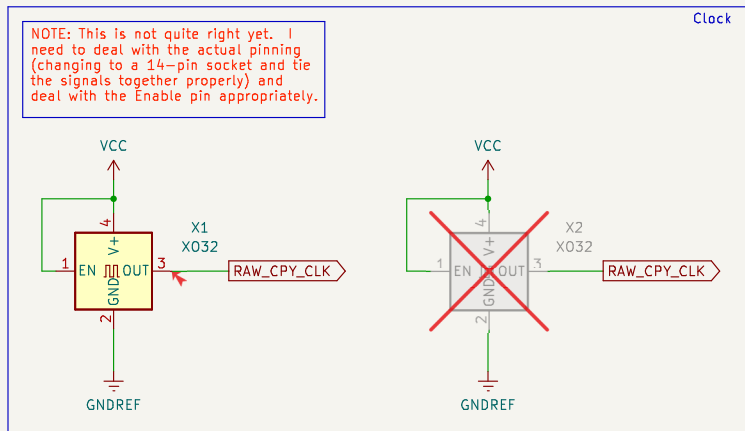 Clock
NOTE: This is not quite right yet.  I
need to deal with the actual pinning
(changing to a 14-pin socket and tie
the signals together properly) and
deal with the Enable pin appropriately.
VCC
4
X1
XO32
V+
1
EN
OUT
3
GND
RAW_CPY_CLK
2
GNDREF
VCC
4
X2
XO32
V+
1
EN
OUT
3
GND
RAW_CPY_CLK
2
GNDREF